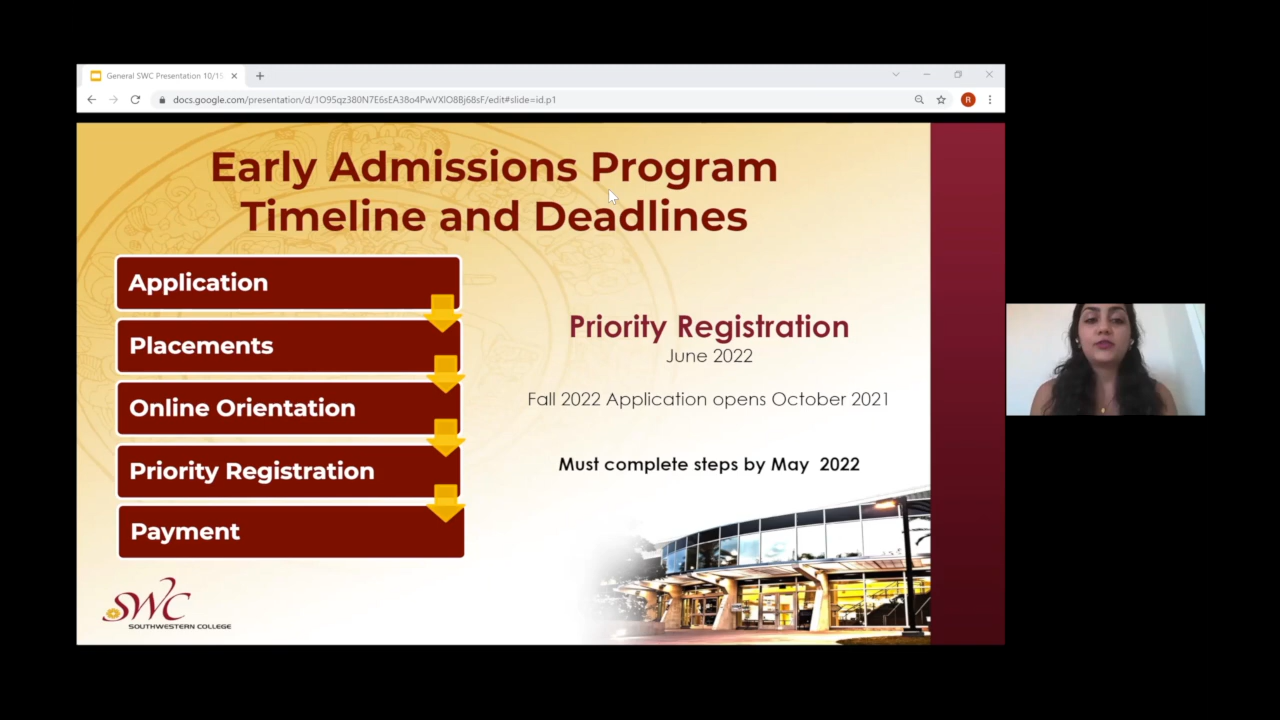 General SWC Presentation 10/15
docs.google.com/presentation/d/1O95qz380N7E6sEA38o4PwVXlO8Bj68sF/edit#slide=id.p1
R
Early Admissions Program
Timeline and Deadlines
Application
Placements
Online Orientation
Priority Registration
Payment
Priority Registration
June 2022
Fall 2022 Application opens October 2021
Must complete steps by May 2022
SWC
SOUTHWESTERN COLLEGE